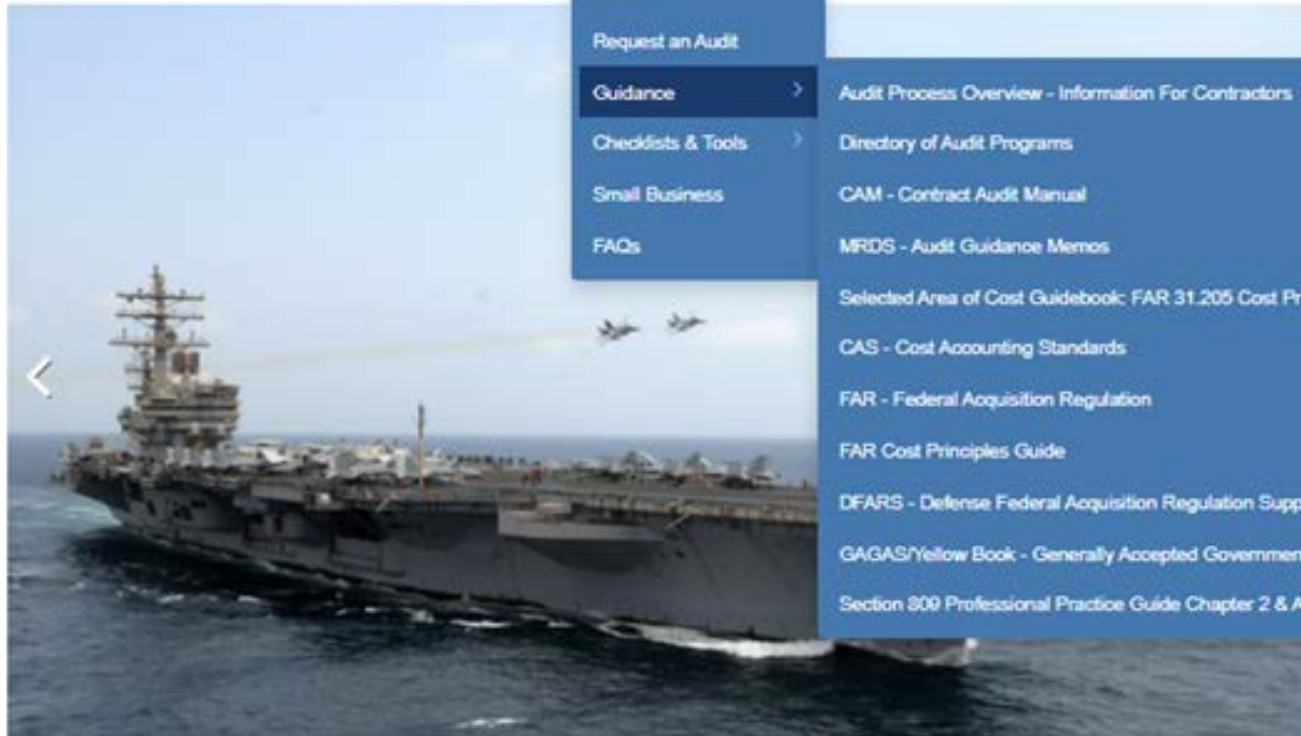 Request an Audit
Guidance
Checklists & Tools
Small Business
FAQs
Audit Process Overview - Information For Contractors
Directory of Audit Programs
CAM - Contract Audit Manual
MRDS - Audit Guidance Memos
Selected Area of Cost Guidebook: FAR 31.205 Cost Pr
CAS - Cost Accounting Standards
FAR - Federal Acquisition Regulation
FAR Cost Principles Guide
DFARS - Defense Federal Acquisition Regulation Supp
GAGAS/Yellow Book - Generally Accepted Governmen
Section 809 Professional Practice Guide Chapter 2 & A